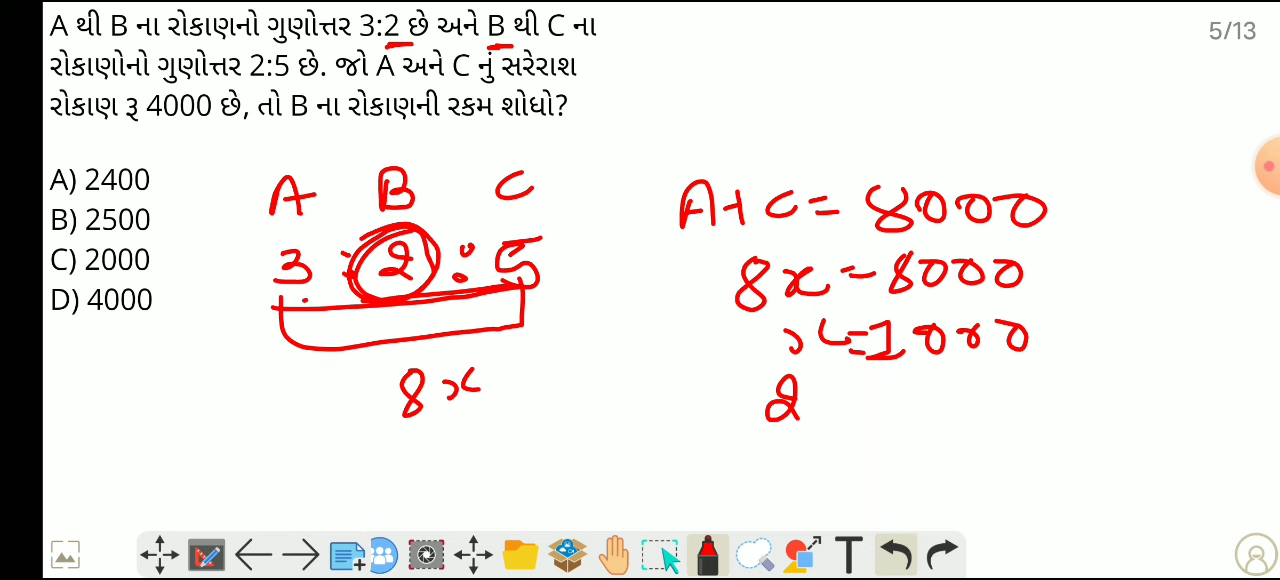 A થી B ના રોકાણનો ગુણોત્તર 3:2 છે અને B થી C ના
5/13
રોકાણોનો ગુણોત્તર 2:5 છે. જો A અને C નું સરેરાશ
રોકાણ રૂ 4000 છે, તો B ના રોકાણની રકમ શોધો?
A) 2400
B) 2500
C) 2000
D) 4000
A B C
3 : 2 : 5
8x
A+C= 8000
8x=8000
x=1000
2